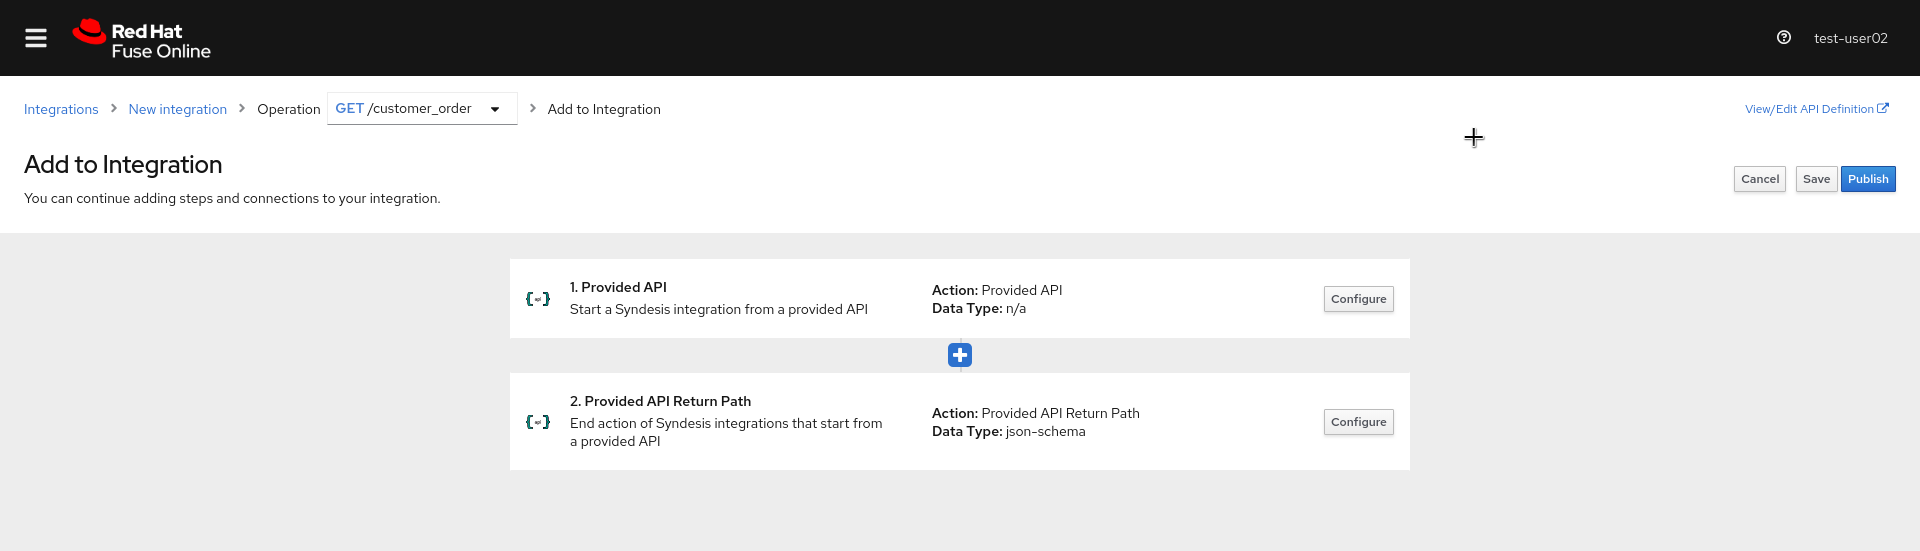 Red Hat
Fuse Online
test-user02
Integrations
New integration
Operation
GET /customer_order
Add to Integration
View/Edit API Definition
Add to Integration
You can continue adding steps and connections to your integration.
Cancel
Save
Publish
api
1. Provided API
Start a Syndesis integration from a provided API
Action: Provided API
Data Type: n/a
Configure
api
2. Provided API Return Path
End action of Syndesis integrations that start from
a provided API
Action: Provided API Return Path
Data Type: json-schema
Configure